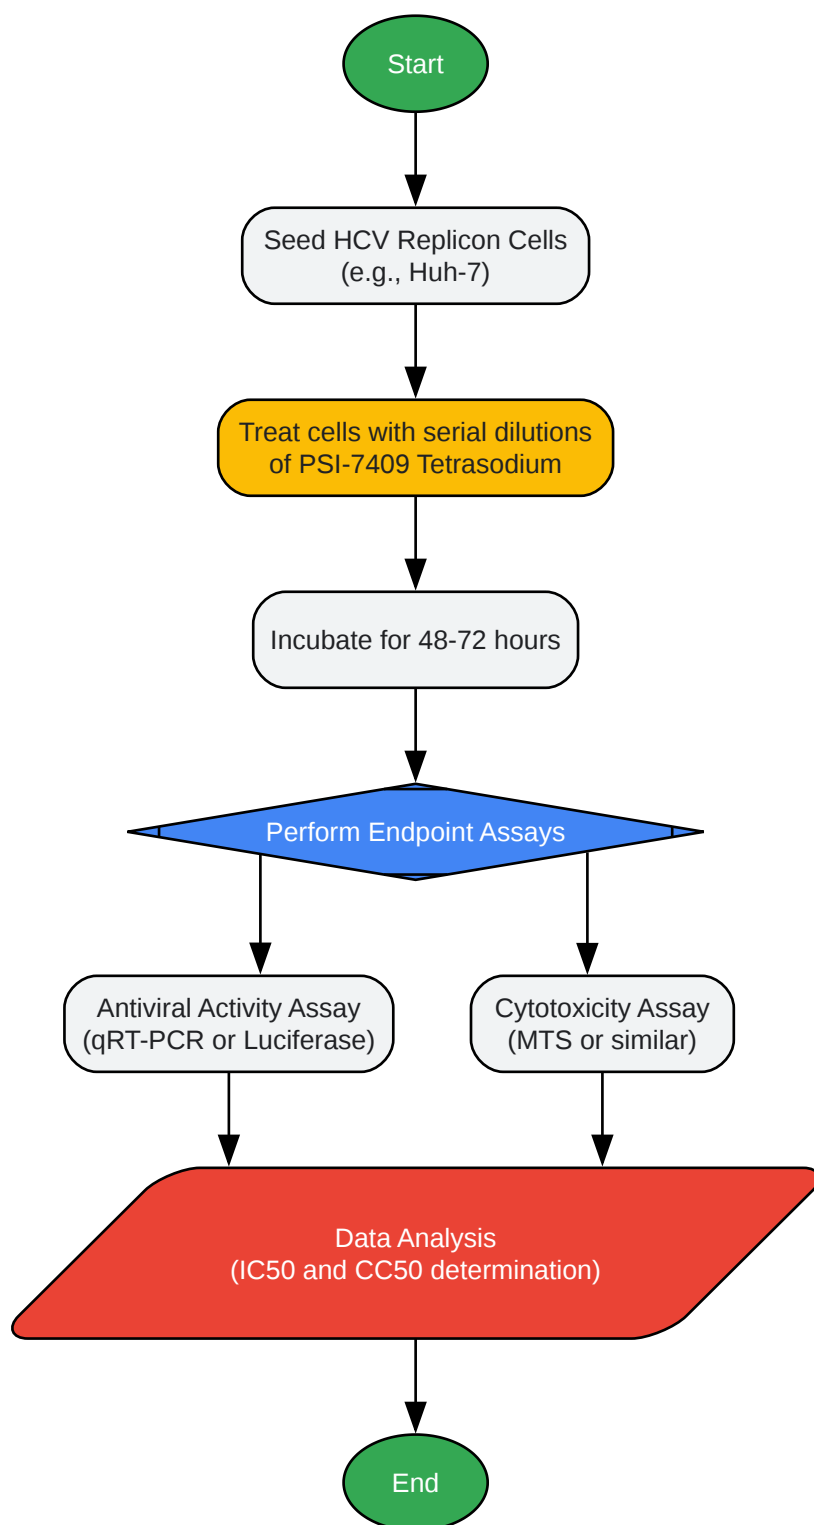 Start
Seed HCV Replicon Cells
(e.g., Huh-7)
Treat cells with serial dilutions
of PSI-7409 Tetrasodium
Incubate for 48-72 hours
Perform Endpoint Assays
Antiviral Activity Assay
(qRT-PCR or Luciferase)
Cytotoxicity Assay
(MTS or similar)
Data Analysis
(IC50 and CC50 determination)
End